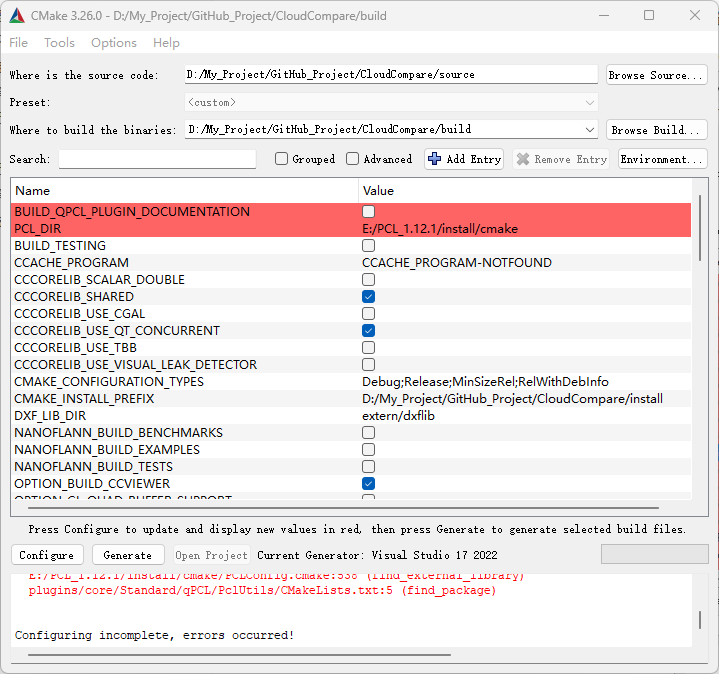 CMake 3.26.0 - D:/My_Project/GitHub_Project/CloudCompare/build
File Tools Options Help
Where is the source code: D:/My_Project/GitHub_Project/CloudCompare/source Browse Source...
Preset: <custom>
Where to build the binaries: D:/My_Project/GitHub_Project/CloudCompare/build Browse Build...
Search: Grouped Advanced Add Entry Remove Entry Environment...
Name Value
BUILD_QPCL_PLUGIN_DOCUMENTATION
PCL_DIR E:/PCL_1.12.1/install/cmake
BUILD_TESTING
CCACHE_PROGRAM CCACHE_PROGRAM-NOTFOUND
CCCORELIB_SCALAR_DOUBLE
CCCORELIB_SHARED
CCCORELIB_USE_CGAL
CCCORELIB_USE_QT_CONCURRENT
CCCORELIB_USE_TBB
CCCORELIB_USE_VISUAL_LEAK_DETECTOR
CMAKE_CONFIGURATION_TYPES Debug;Release;MinSizeRel;RelWithDebInfo
CMAKE_INSTALL_PREFIX D:/My_Project/GitHub_Project/CloudCompare/install
DXF_LIB_DIR extern/dxflib
NANOFLANN_BUILD_BENCHMARKS
NANOFLANN_BUILD_EXAMPLES
NANOFLANN_BUILD_TESTS
OPTION_BUILD_CCVIEWER
OPTION_GL_QUAD_BUFFER_SUPPORT
Press Configure to update and display new values in red, then press Generate to generate selected build files.
Configure Generate Open Project Current Generator: Visual Studio 17 2022
E:/PCL_1.12.1/install/cmake/PCLConfig.cmake:538 (find_external_library)
plugins/core/Standard/qPCL/PclUtils/CMakeLists.txt:5 (find_package)
Configuring incomplete, errors occurred!